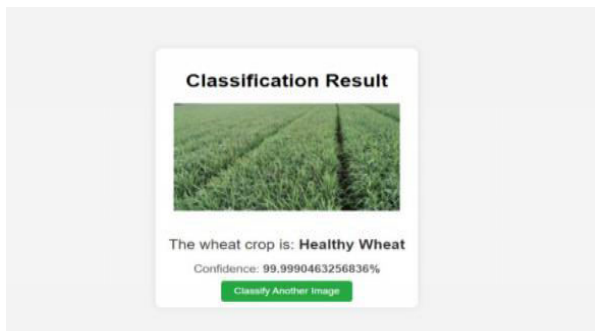 Classification Result
The wheat crop is: Healthy Wheat
Confidence: 99.9990463256836%
Classify Another Image